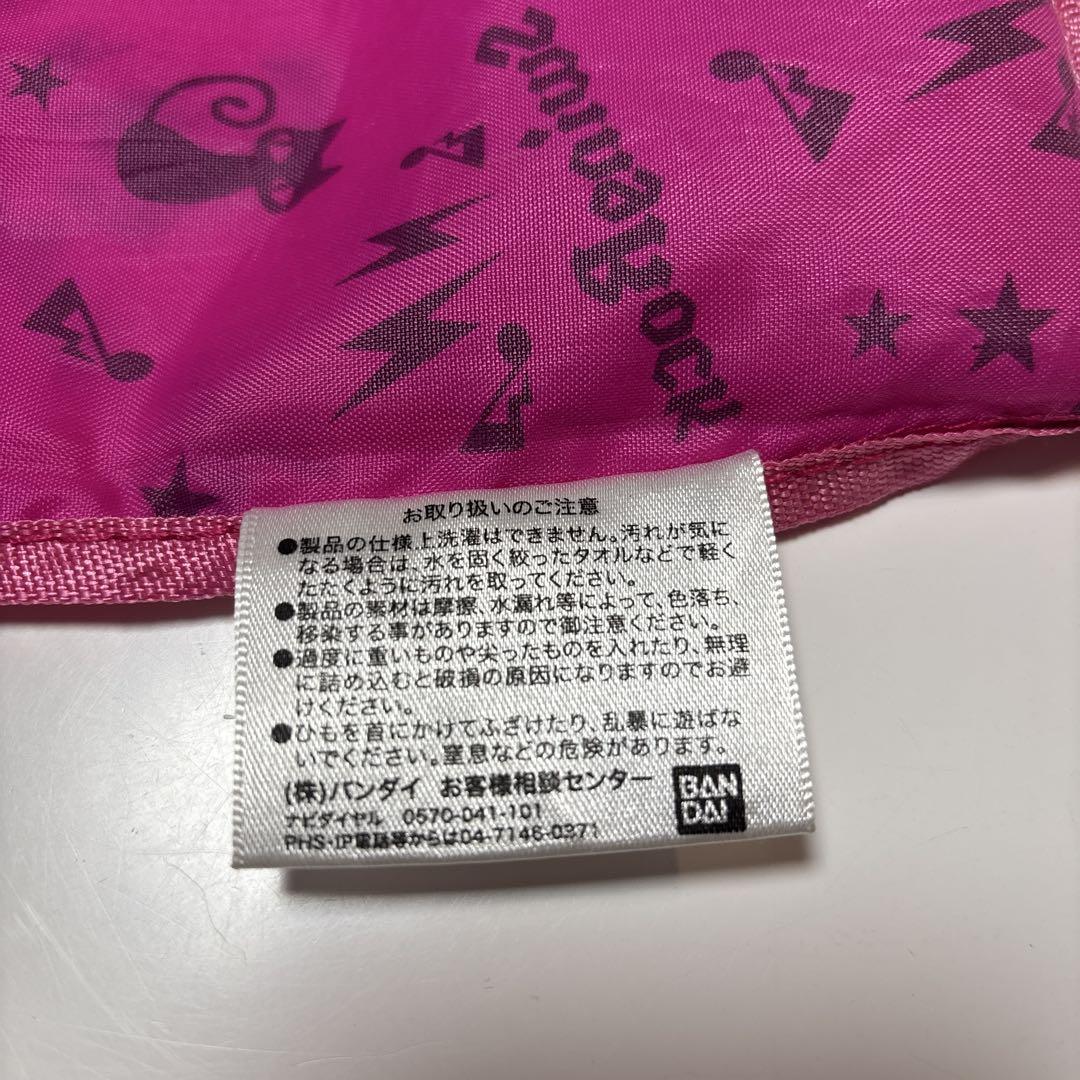 2miwa Rock
お取り扱いのご注意
●製品の仕様上洗濯はできません。汚れが気に
なる場合は、水を固く絞ったタオルなどで軽く
たたくように汚れを取ってください。
●製品の素材は摩擦、水漏れ等によって、色落ち、
移染する事がありますので御注意ください。
●過度に重いものや尖ったものを入れたり、無理
に詰め込むと破損の原因になりますのでお避
けください。
●ひもを首にかけてふざけたり、乱暴に遊ばな
いでください。窒息などの危険があります。
(株)バンダイ お客様相談センター
ナビダイヤル 0570-041-101
PHS・IP電話等からは04-7146-0371
BAN
DAI